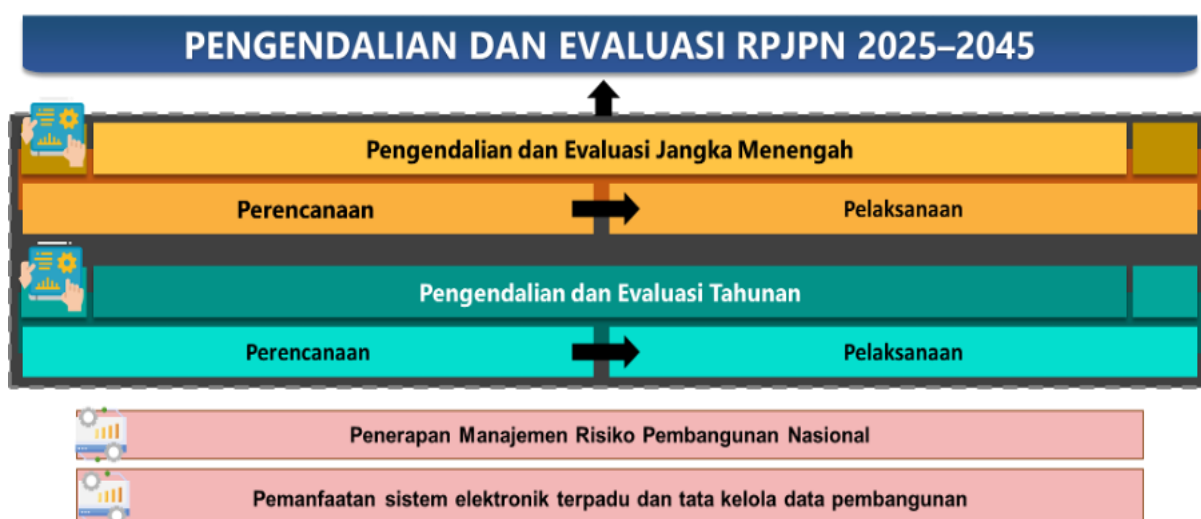 PENGENDALIAN DAN EVALUASI RPJPN 2025–2045
Pengendalian dan Evaluasi Jangka Menengah
Perencanaan
Pelaksanaan
Pengendalian dan Evaluasi Tahunan
Perencanaan
Pelaksanaan
Penerapan Manajemen Risiko Pembangunan Nasional
Pemanfaatan sistem elektronik terpadu dan tata kelola data pembangunan